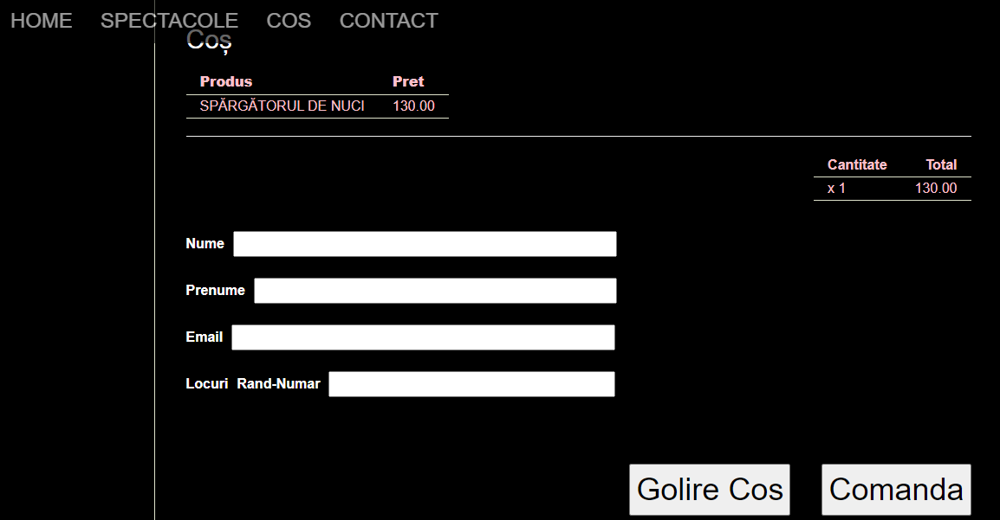 HOME SPECTACOLE COS CONTACT
Coș
Produs Pret
SPĂRGĂTORUL DE NUCI 130.00
Cantitate Total
x 1 130.00
Nume
Prenume
Email
Locuri Rand-Numar
Golire Cos Comanda